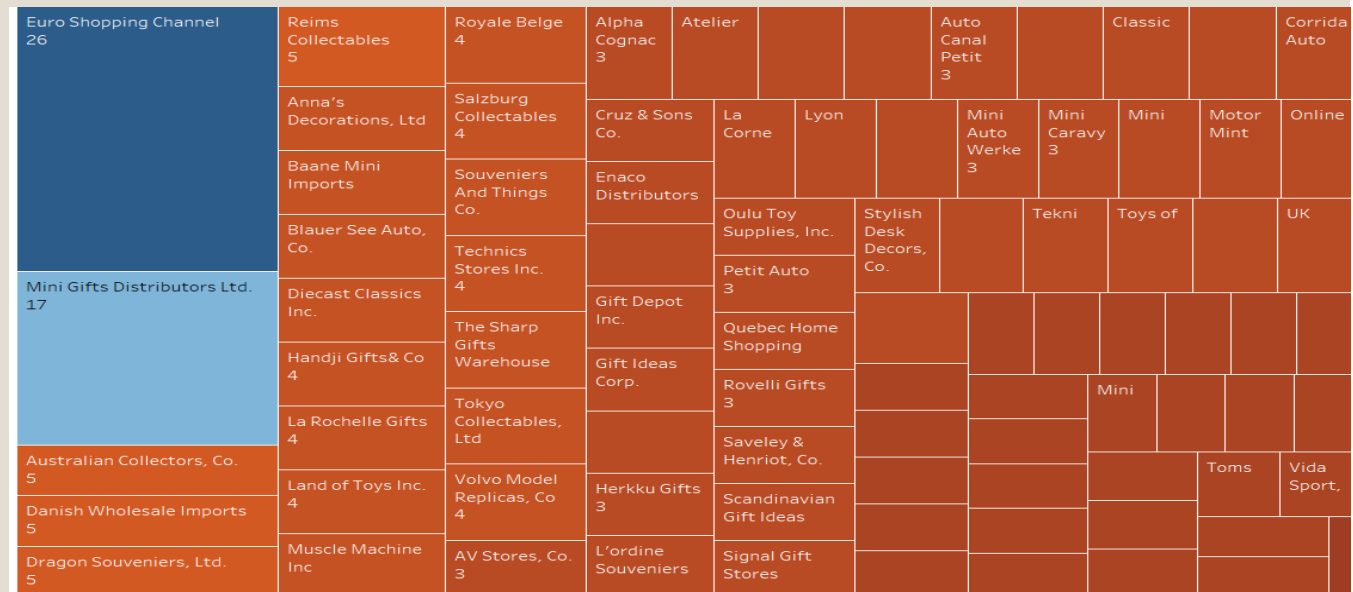 Euro Shopping Channel
26
Mini Gifts Distributors Ltd.
17
Australian Collectors, Co.
5
Danish Wholesale Imports
5
Dragon Souveniers, Ltd.
5
Reims
Collectables
5
Anna's
Decorations, Ltd
Baane Mini
Imports
Blauer See Auto,
Co.
Diecast Classics
Inc.
Handji Gifts& Co
4
La Rochelle Gifts
4
Land of Toys Inc.
4
Muscle Machine
Inc
Royale Belge
4
Salzburg
Collectables
4
Souveniers
And Things
Co.
Technics
Stores Inc.
4
The Sharp
Gifts
Warehouse
Tokyo
Collectables,
Ltd
Volvo Model
Replicas, Co
4
AV Stores, Co.
3
Alpha
Cognac
3
Atelier
Auto
Canal
Petit
3
Classic
Corrida
Auto
Cruz & Sons
Co.
Enaco
Distributors
Gift Depot
Inc.
Gift Ideas
Corp.
Herkku Gifts
3
L'ordine
Souveniers
La
Corne
Lyon
Mini
Auto
Werke
3
Mini
Caravy
3
Mini
Motor
Mint
Online
Oulu Toy
Supplies, Inc.
Petit Auto
3
Quebec Home
Shopping
Rovelli Gifts
3
Saveley &
Henriot, Co.
Scandinavian
Gift Ideas
Signal Gift
Stores
Stylish
Desk
Decors,
Co.
Tekni
Toys of
UK
Mini
Toms
Vida
Sport,